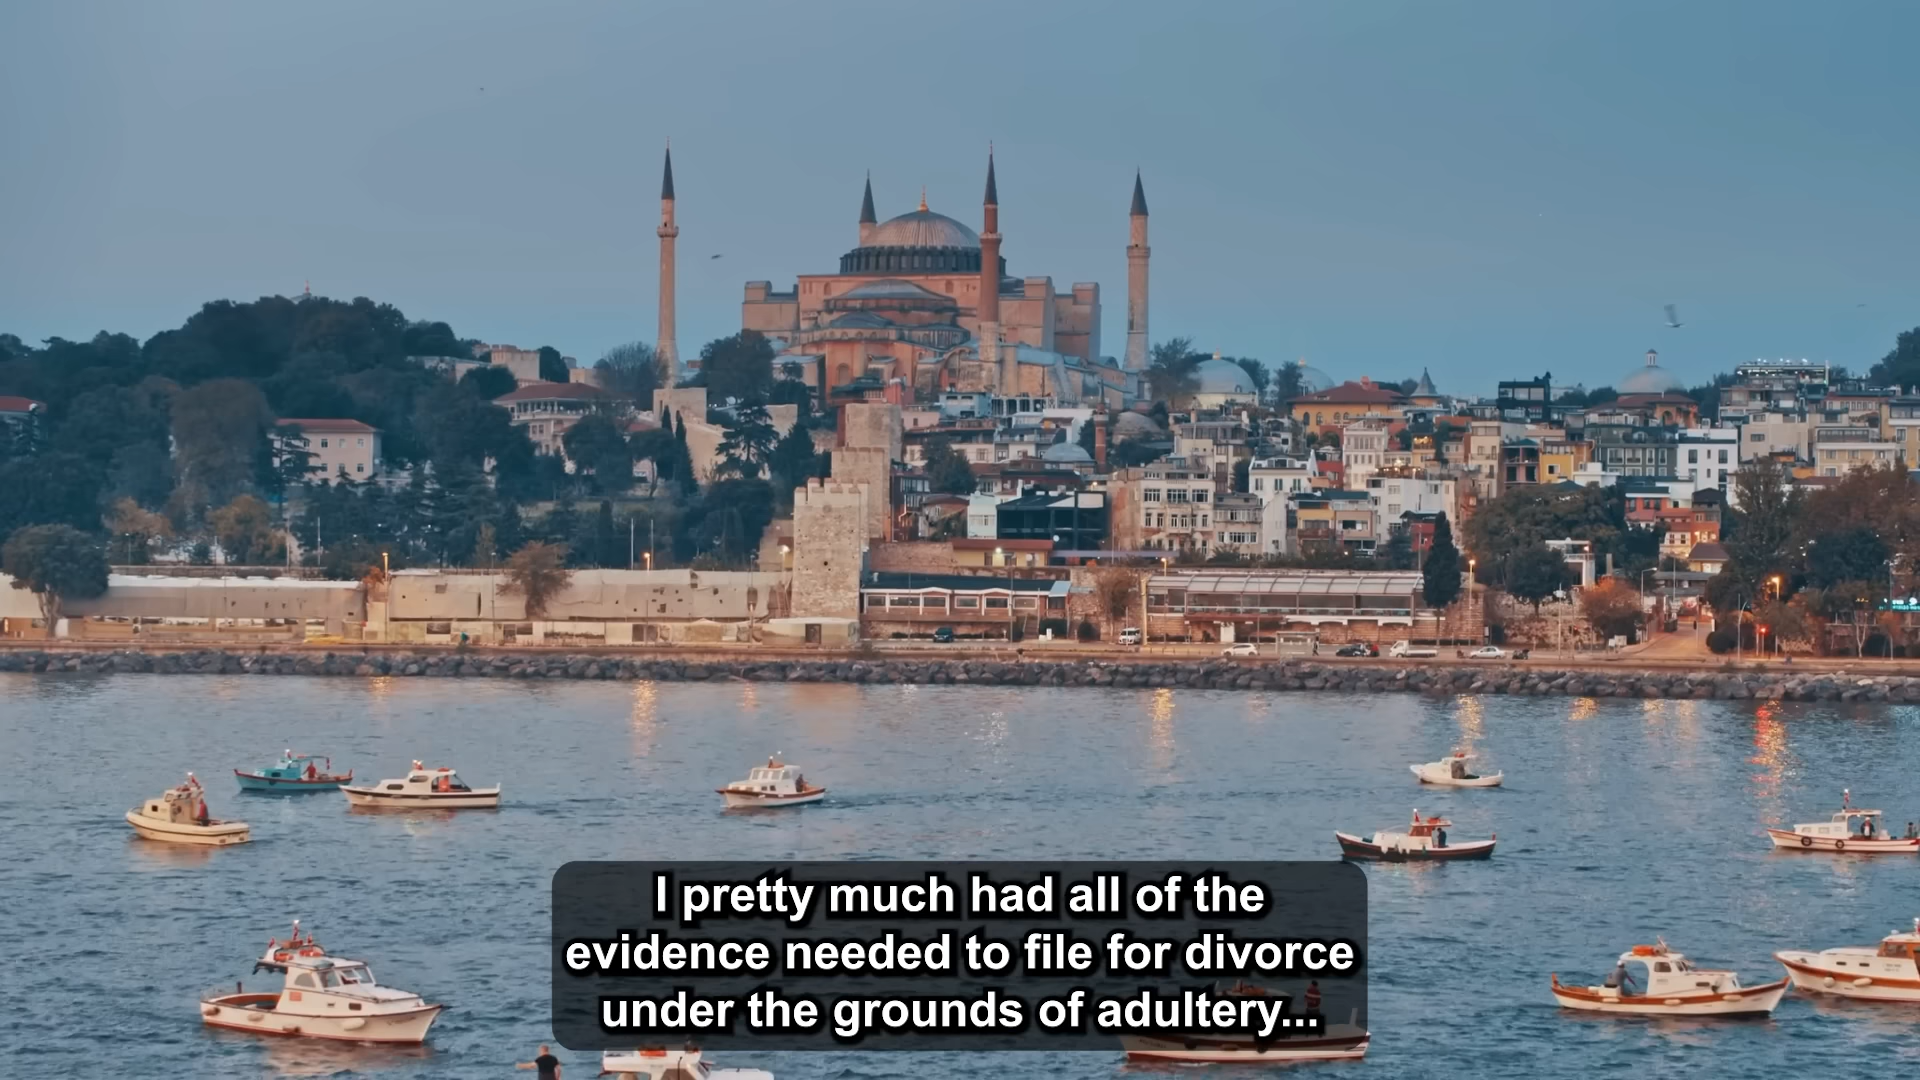 I pretty much had all of the
evidence needed to file for divorce
under the grounds of adultery...